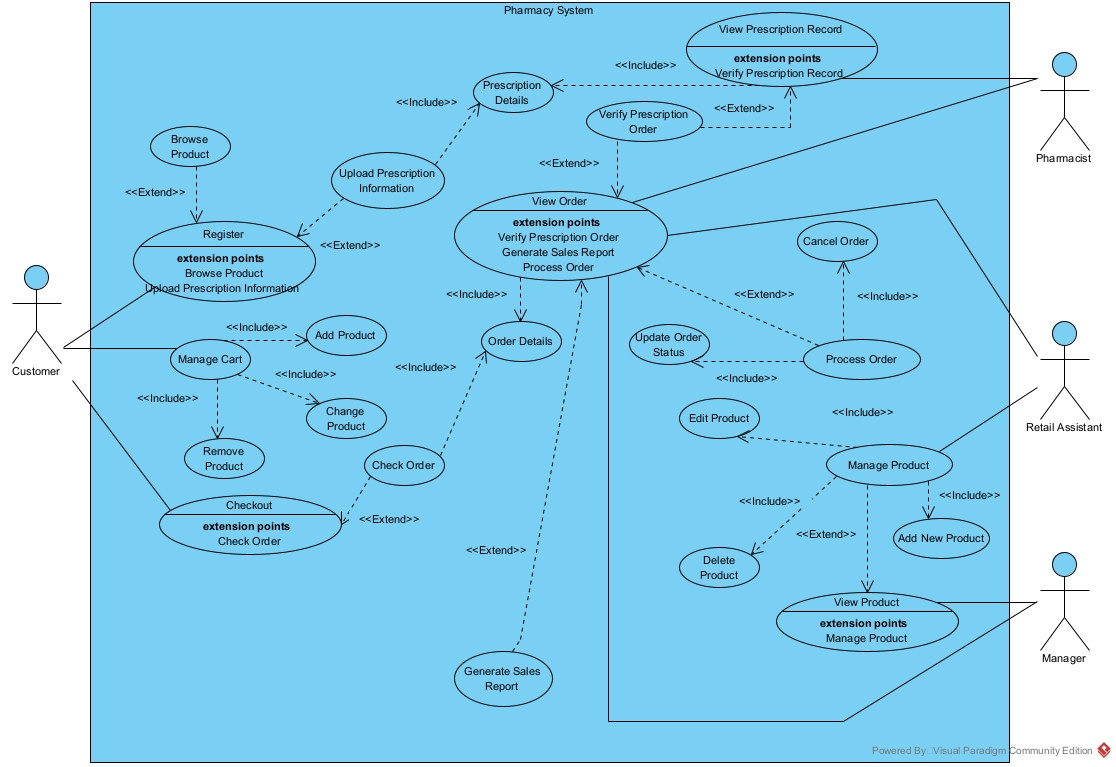 Pharmacy System
View Prescription Record
extension points
Verify Prescription Record
<<Include>>
Prescription
Details
<<Include>>
Verify Prescription
Order
<<Extend>>
Pharmacist
Browse
Product
<<Extend>>
Upload Prescription
Information
<<Extend>>
<<Extend>>
Register
extension points
Browse Product
Upload Prescription Information
View Order
extension points
Verify Prescription Order
Generate Sales Report
Process Order
Cancel Order
<<Include>>
<<Extend>>
<<Include>>
Customer
<<Include>>
Add Product
Manage Cart
<<Include>>
<<Include>>
Change
Product
Remove
Product
Order Details
<<Include>>
Update Order
Status
<<Include>>
Process Order
Retail Assistant
Check Order
<<Extend>>
Checkout
extension points
Check Order
Edit Product
<<Include>>
Manage Product
<<Include>>
<<Include>>
<<Extend>>
Add New Product
<<Extend>>
Delete
Product
View Product
extension points
Manage Product
Manager
Generate Sales
Report
Powered By Visual Paradigm Community Edition